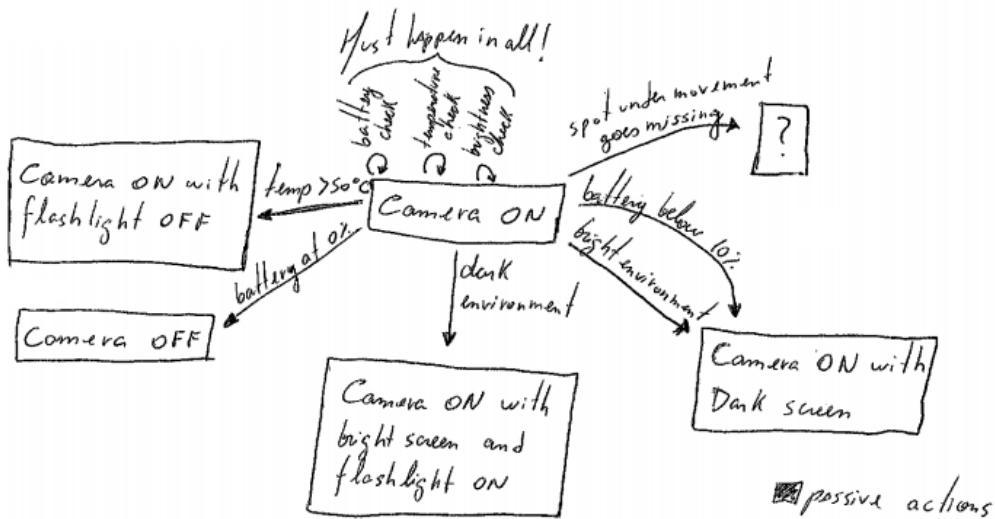 Must happen in all!
battery
check
temperature
check
brightness
check
spot under movement
goes missing
?
Camera ON with
flashlight OFF
temp >50°C
Camera ON
battery below 10%
bright environment
battery at 0%
dark
environment
Camera OFF
Camera ON with
Dark screen
Camera ON with
bright screen and
flashlight ON
passive actions